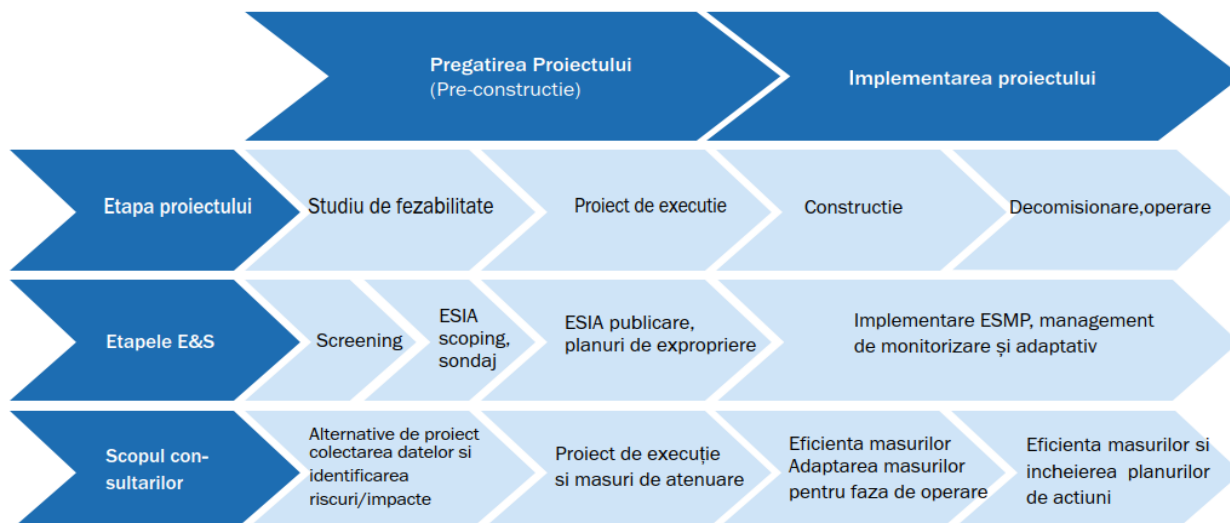 Pregatirea Proiectului
(Pre-constructie)
Implementarea proiectului
Etapa proiectului
Studiu de fezabilitate
Proiect de executie
Constructie
Decomisionare,operare
Etapele E&S
Screening
ESIA
scoping,
sondaj
ESIA publicare,
planuri de expropriere
Implementare ESMP, management
de monitorizare și adaptativ
Scopul con-
sultarilor
Alternative de proiect
colectarea datelor si
identificarea
riscuri/impacte
Proiect de execuție
si masuri de atenuare
Eficienta masurilor
Adaptarea masurilor
pentru faza de operare
Eficienta masurilor si
incheierea planurilor
de actiuni